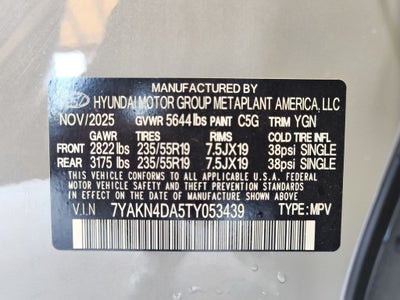 MANUFACTURED BY
HYUNDAI MOTOR GROUP METAPLANT AMERICA, LLC
NOV/2025 GVWR 5644 lbs PAINT C5G TRIM YGN
GAWR TIRES RIMS COLD TIRE INFL
FRONT 2822 lbs 235/55R19 7.5JX19 38psi SINGLE
REAR 3175 lbs 235/55R19 7.5JX19 38psi SINGLE
THIS VEHICLE CONFORMS TO ALL APPLICABLE U.S.A. FEDERAL
MOTOR VEHICLE SAFETY, BUMPER, AND THEFT PREVENTION STANDARDS
IN EFFECT ON THE DATE OF MANUFACTURE SHOWN ABOVE.
V.I.N 7YAKN4DA5TY053439 TYPE: MPV